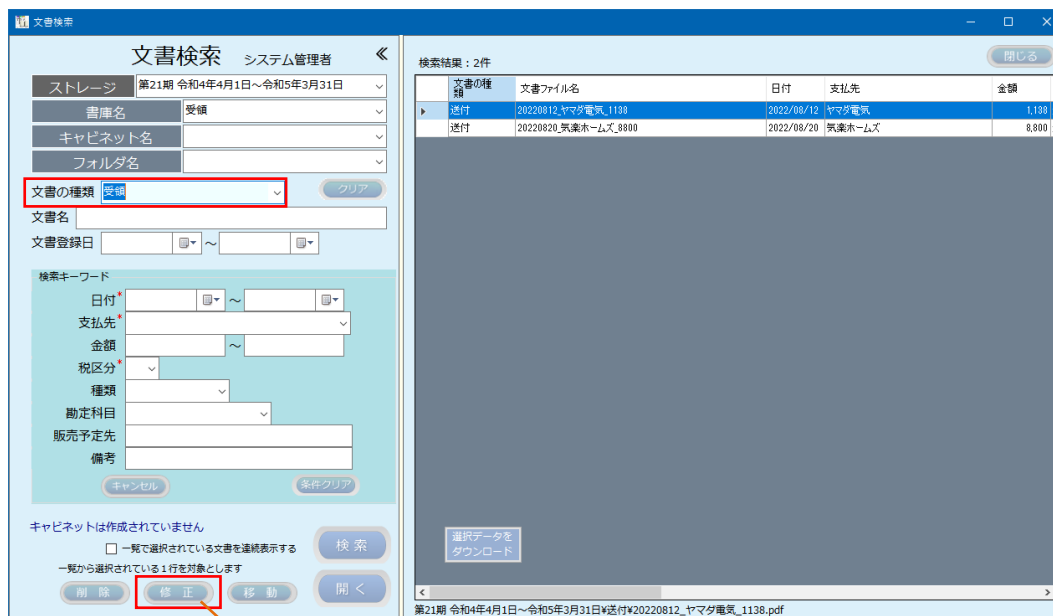 文書検索
文書検索 システム管理者 ≪
ストレージ 第21期 令和4年4月1日～令和5年3月31日
書庫名 受領
キャビネット名
フォルダ名
文書の種類 受領 クリア
文書名
文書登録日 ～
検索キーワード
日付* ～
支払先*
金額 ～
税区分*
種類
勘定科目
販売予定先
備考
キャンセル 条件クリア
キャビネットは作成されていません
一覧で選択されている文書を連続表示する
検 索
一覧から選択されている1行を対象とします
削 除 修 正 移 動 開 く
検索結果：2件 閉じる
文書の種類 文書ファイル名 日付 支払先 金額
送付 20220812_ヤマダ電気_1138 2022/08/12 ヤマダ電気 1,138
送付 20220820_気楽ホームズ_8800 2022/08/20 気楽ホームズ 8,800
選択データを
ダウンロード
第21期 令和4年4月1日～令和5年3月31日¥送付¥20220812_ヤマダ電気_1138.pdf